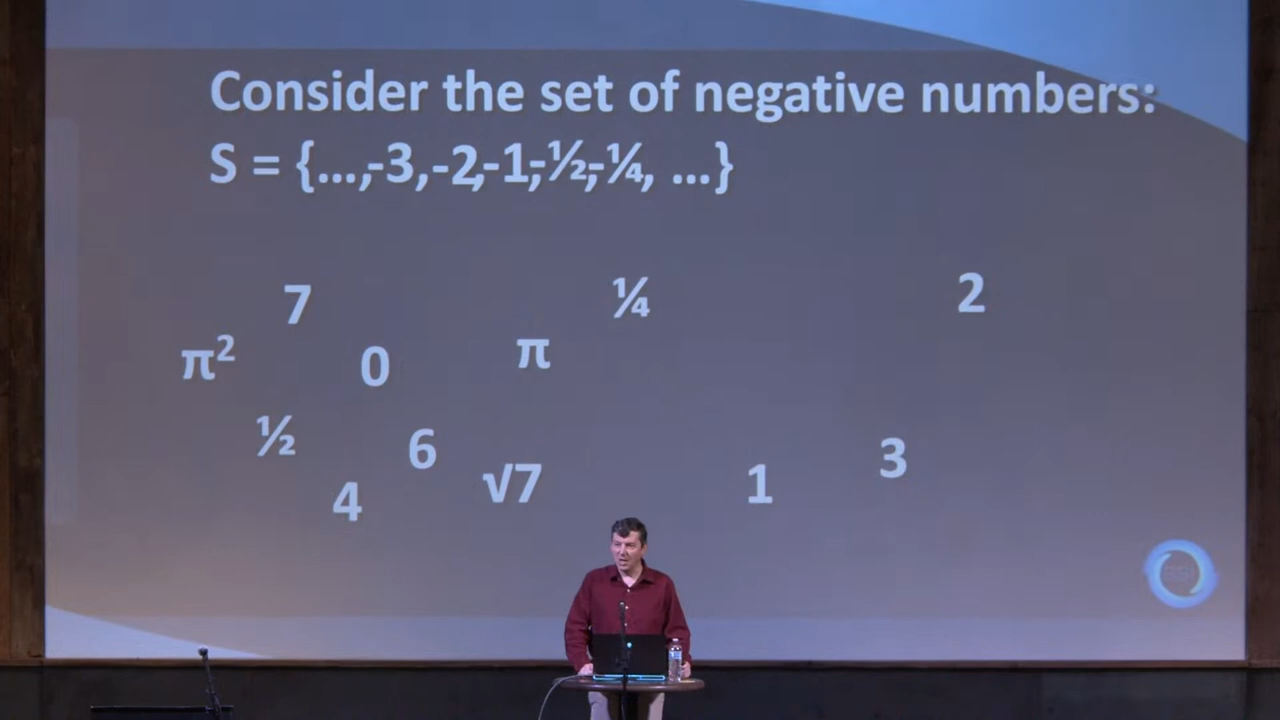 Consider the set of negative numbers:
S = {...,-3,-2,-1,-½,-¼, ...}
7
¼
2
π²
0
π
½
6
√7
1
3
4